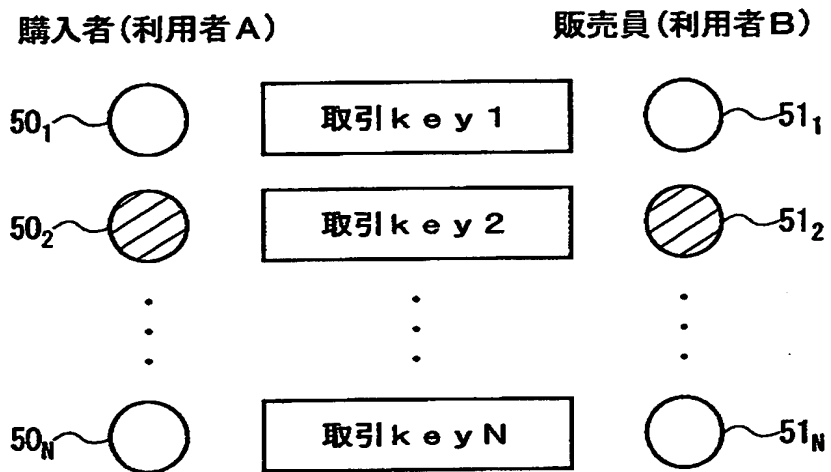 購入者(利用者A) 販売員(利用者B)
50₁ 取引key1 51₁
50₂ 取引key2 51₂
50N 取引keyN 51N